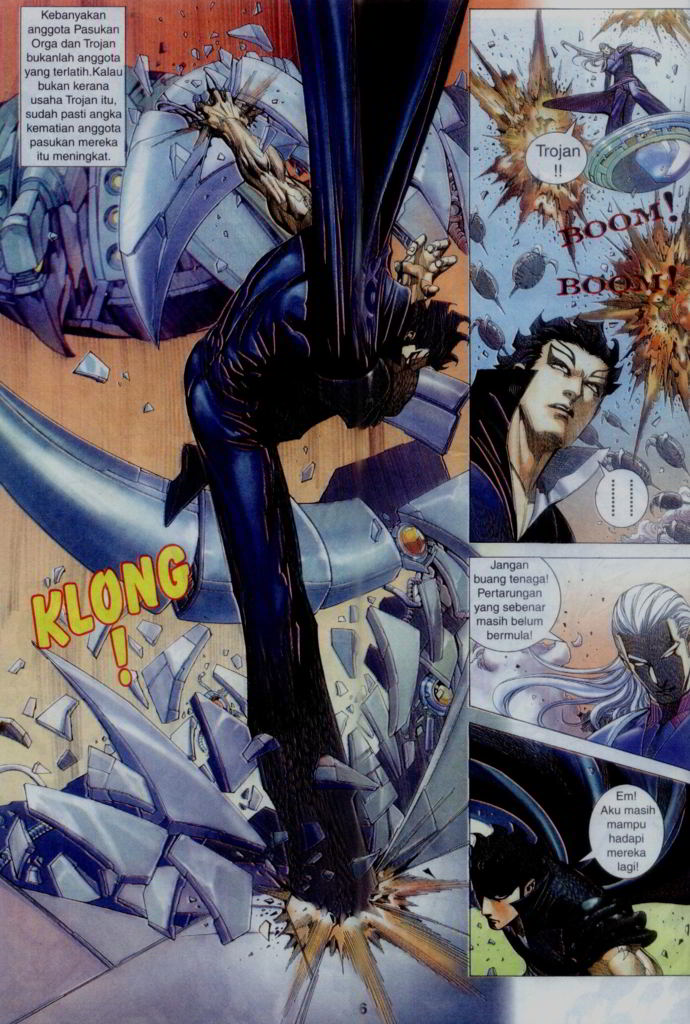 Kebanyakan
anggota Pasukan
Orga dan Trojan
bukanlah anggota
yang terlatih.Kalau
bukan kerana
usaha Trojan itu,
sudah pasti angka
kematian anggota
pasukan mereka
itu meningkat.
KLONG
!
Trojan
!!
BOOM!
BOOM!
Jangan
buang tenaga!
Pertarungan
yang sebenar
masih belum
bermula!
Em!
Aku masih
mampu
hadapi
mereka
lagi!
6